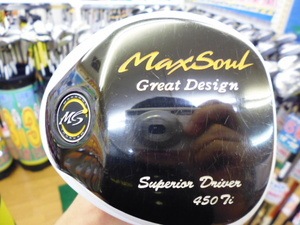 MaxSoul
Great Design
MS
Superior Driver
450 Ti